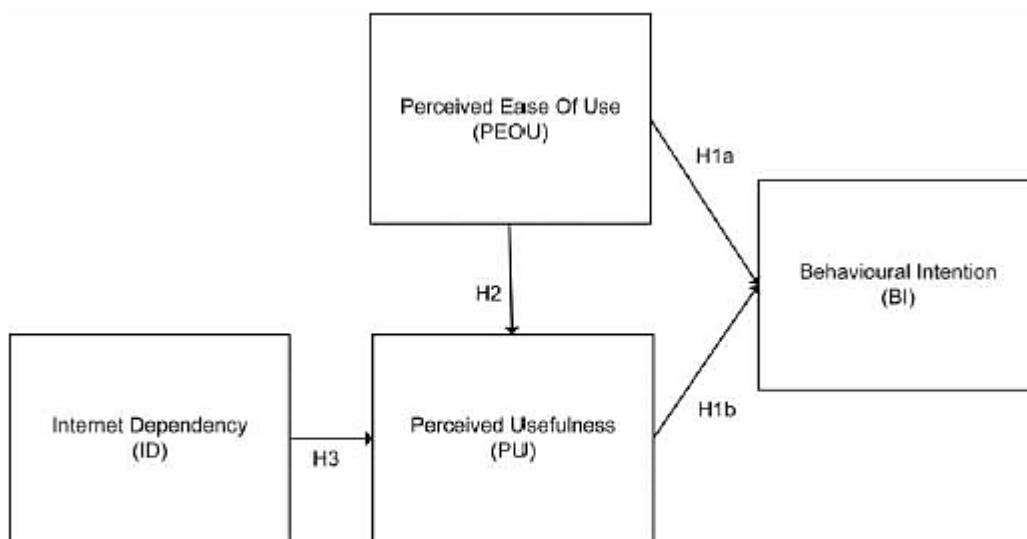 Perceived Ease Of Use
(PEOU)
H1a
Behavioural Intention
(BI)
H2
Internet Dependency
(ID)
H3
Perceived Usefulness
(PU)
H1b